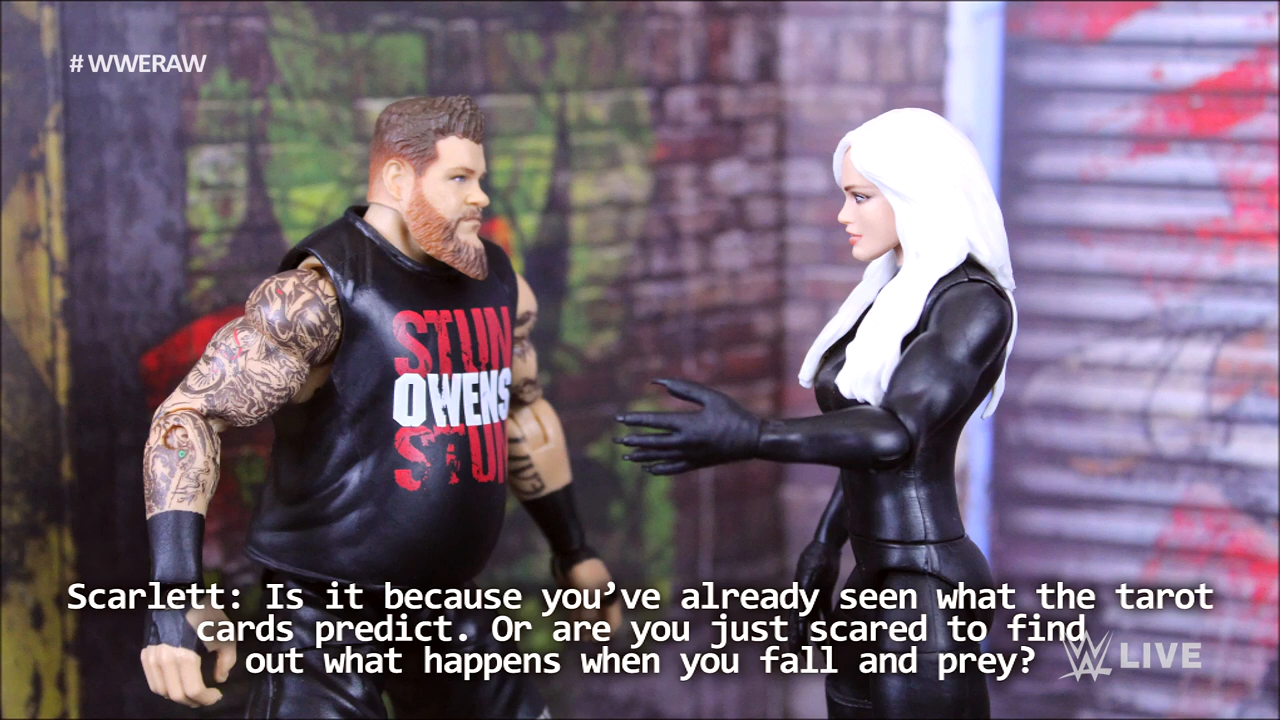 # WWERAW
STUN
OWENS
STUN
Scarlett: Is it because you’ve already seen what the tarot
cards predict. Or are you just scared to find
out what happens when you fall and prey?
W LIVE